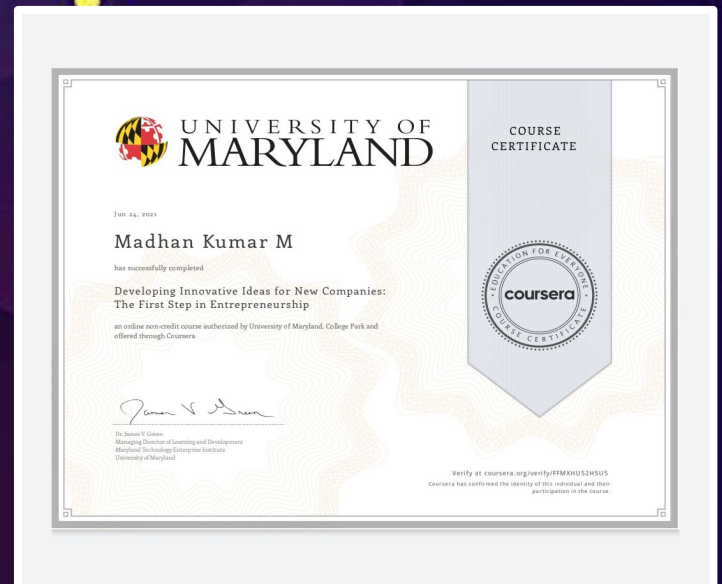 UNIVERSITY OF
MARYLAND
COURSE
CERTIFICATE
Jun 24, 2021
Madhan Kumar M
has successfully completed
Developing Innovative Ideas for New Companies:
The First Step in Entrepreneurship
an online non-credit course authorized by University of Maryland, College Park and
offered through Coursera
EDUCATION FOR EVERYONE
coursera
COURSE CERTIFICATE
James V Green
Dr. James V. Green
Managing Director of Learning and Development
Maryland Technology Enterprise Institute
University of Maryland
Verify at coursera.org/verify/FFMXHU52H5US
Coursera has confirmed the identity of this individual and their
participation in the course.